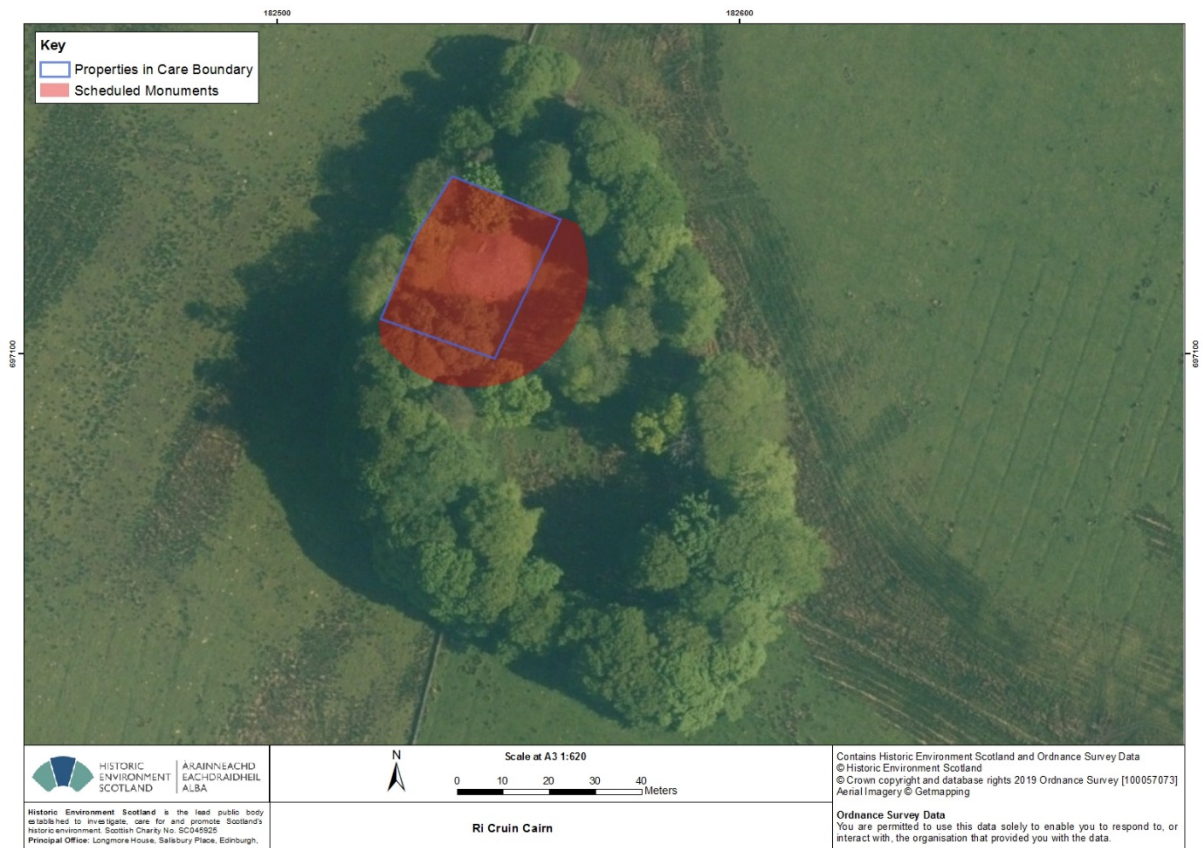 182500
182600
Key
Properties in Care Boundary
Scheduled Monuments
697100
697100
HISTORIC
ENVIRONMENT
SCOTLAND
ÀRAINNEACHD
EACHDRAIDHEIL
ALBA
Historic Environment Scotland is the lead public body
established to investigate, care for and promote Scotland's
historic environment. Scottish Charity No. SC045925
Principal Office: Longmore House, Salisbury Place, Edinburgh,
N
Scale at A3 1:620
0 10 20 30 40
Meters
Ri Cruin Cairn
Contains Historic Environment Scotland and Ordnance Survey Data
© Historic Environment Scotland
© Crown copyright and database rights 2019 Ordnance Survey [100057073]
Aerial Imagery © Getmapping
Ordnance Survey Data
You are permitted to use this data solely to enable you to respond to, or
interact with, the organisation that provided you with the data.